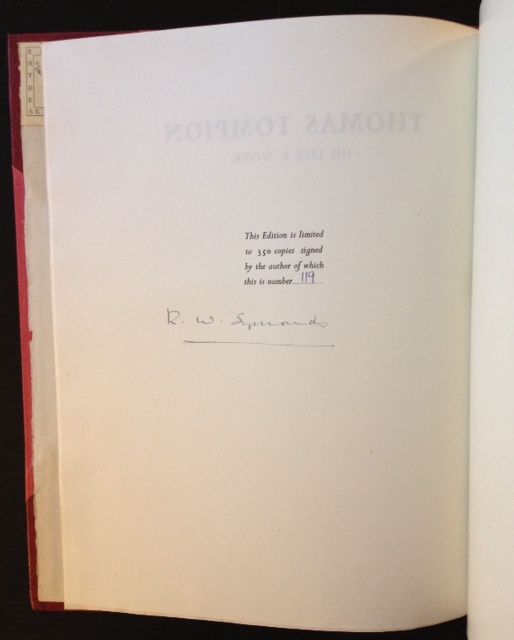 THOMAS TOMPION
HIS LIFE & WORK
This Edition is limited
to 350 copies signed
by the author of which
this is number 119
R. W. Symonds